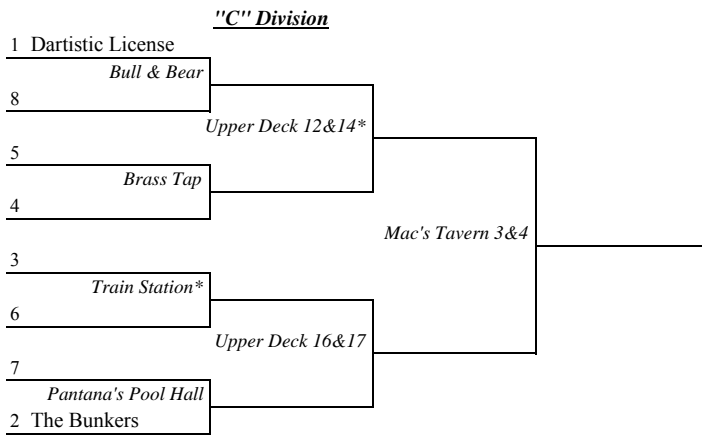 "C" Division
1 Dartistic License
Bull & Bear
8
Upper Deck 12&14*
5
Brass Tap
4
Mac's Tavern 3&4
3
Train Station*
6
Upper Deck 16&17
7
Pantana's Pool Hall
2 The Bunkers